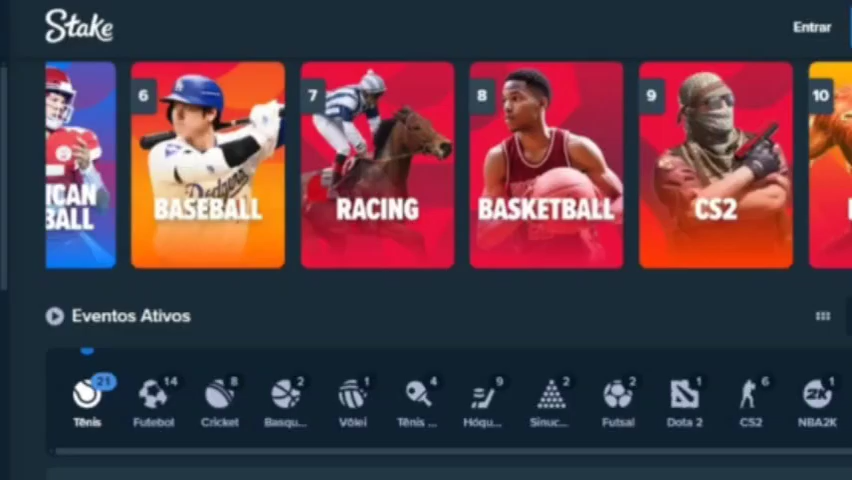 Stake
Entrar
6
7
8
9
10
ICAN
BALL
Dodgers
BASEBALL
RACING
BASKETBALL
CS2
Eventos Ativos
21
14
8
2
1
4
9
2
2
1
6
1
2K
Tênis
Futebol
Cricket
Basqu...
Vôlei
Tênis ...
Hóqu...
Sinuc...
Futsal
Dota 2
CS2
NBA2K